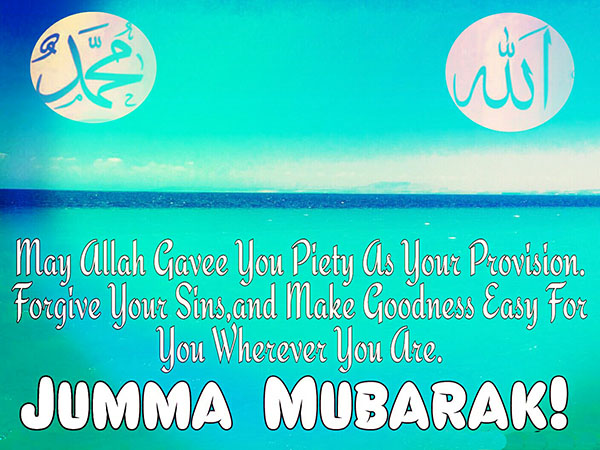 محمد
الله
May Allah Gavee You Piety As Your Provision.
Forgive Your Sins,and Make Goodness Easy For
You Wherever You Are.
Jumma Mubarak!